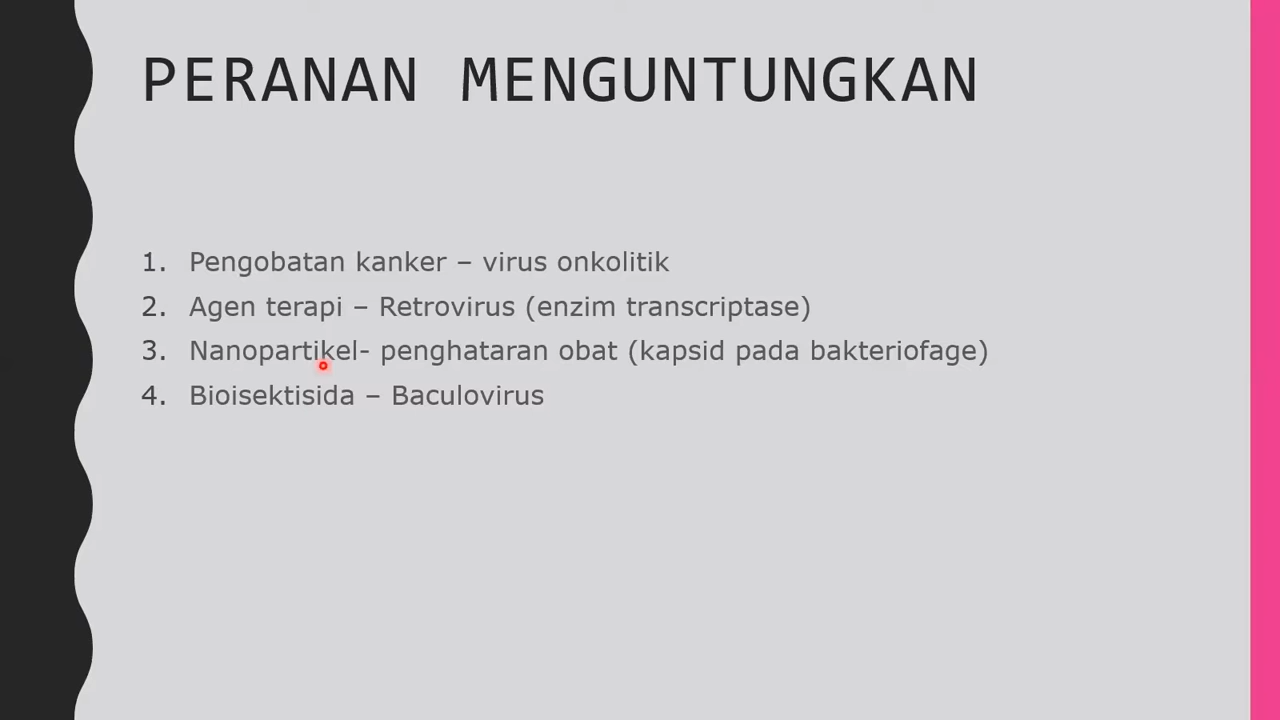 PERANAN MENGUNTUNGKAN
1. Pengobatan kanker – virus onkolitik
2. Agen terapi – Retrovirus (enzim transcriptase)
3. Nanopartikel- penghataran obat (kapsid pada bakteriofage)
4. Bioisektisida – Baculovirus